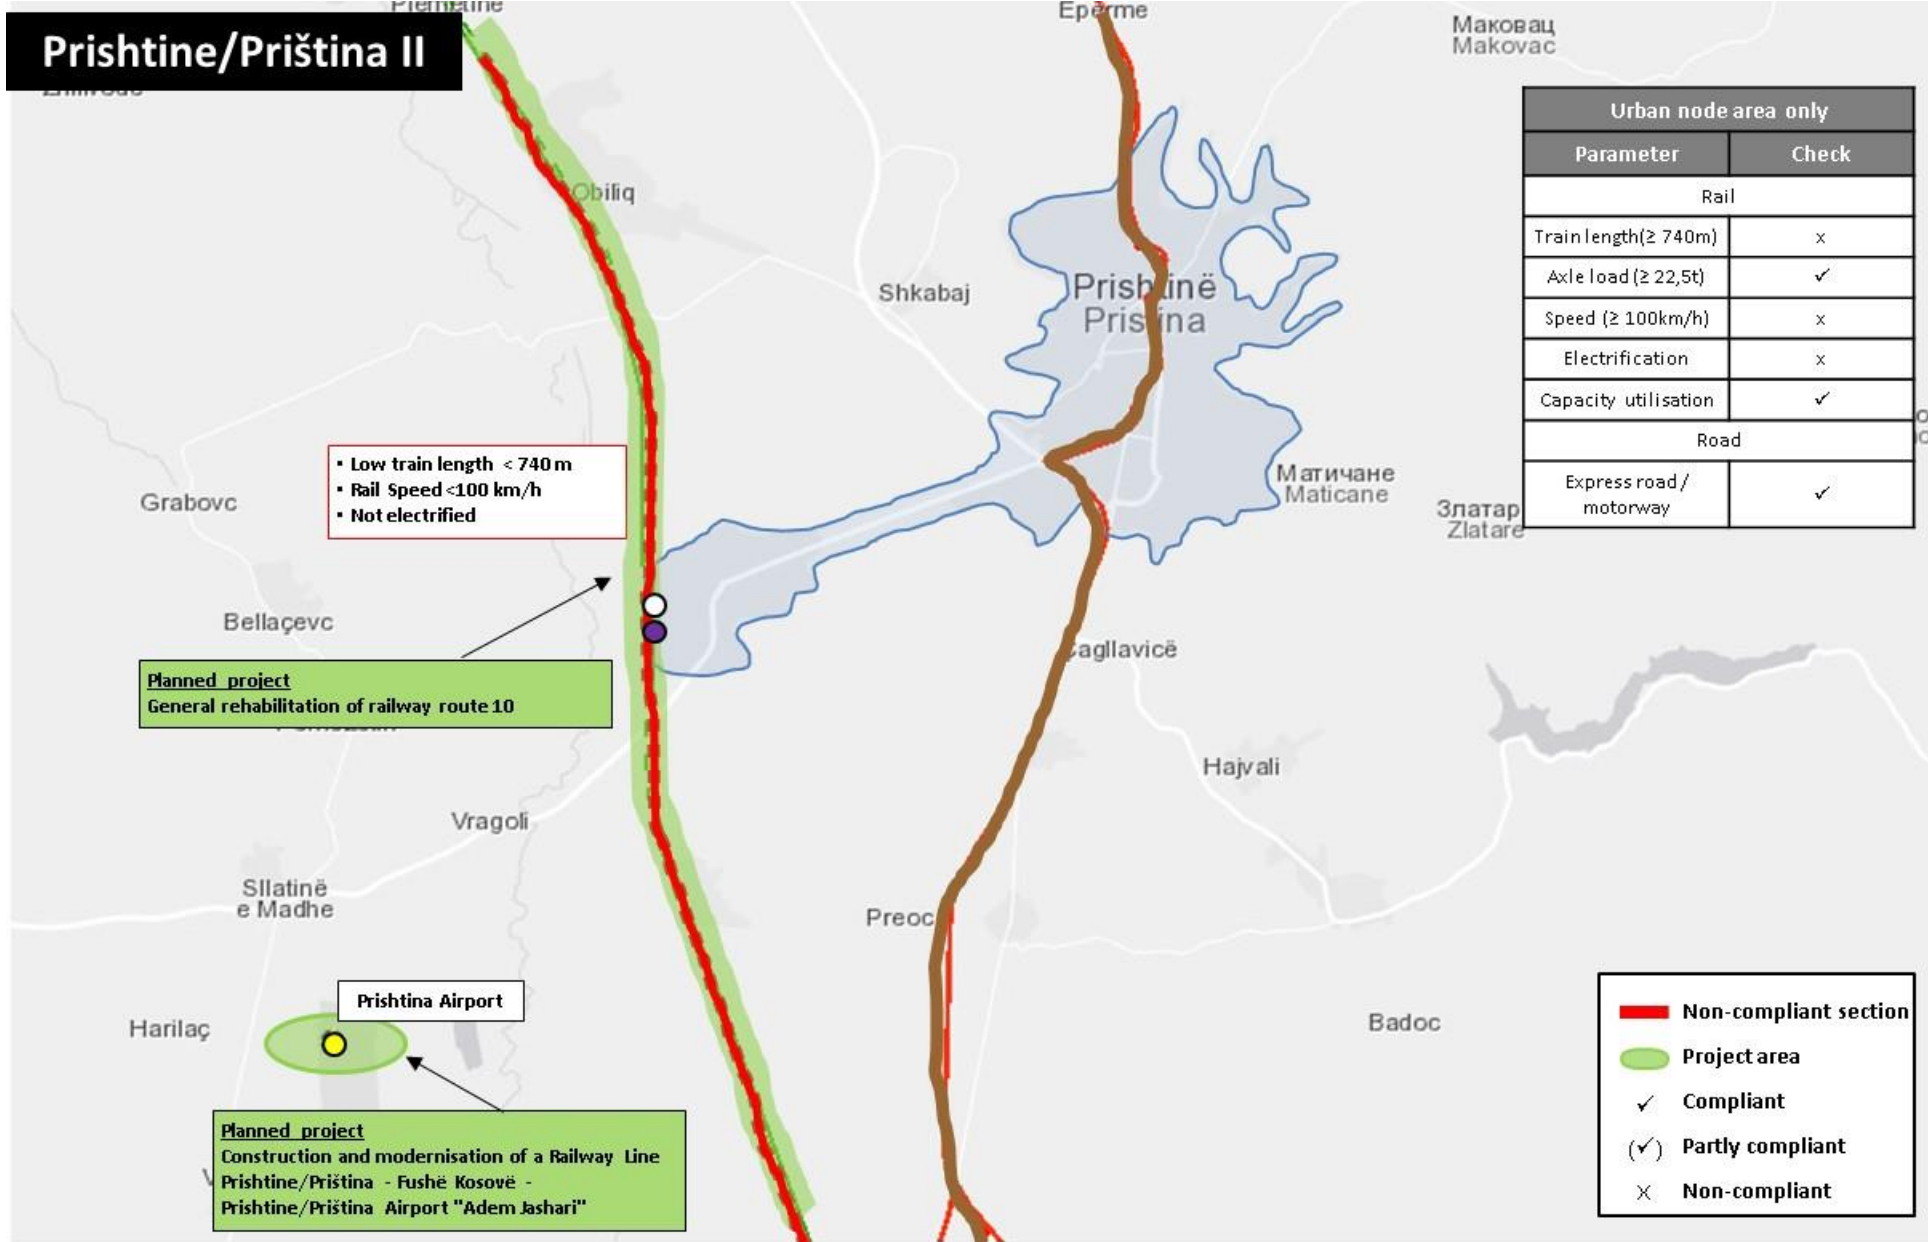 Plemetine
Eperme
Маковац
Makovac
Prishtine/Priština II
Urban node area only
Parameter Check
Rail
Train length(≥ 740m) x
Axle load (≥ 22,5t) ✓
Speed (≥ 100km/h) x
Electrification x
Capacity utilisation ✓
Road
Express road / motorway ✓
Obiliq
Shkabaj
Prishtinë
Pristina
▪ Low train length < 740 m
▪ Rail Speed <100 km/h
▪ Not electrified
Матичане
Maticane
Grabovc
Златар
Zlatare
Bellaçevc
Çagllavicë
Planned project
General rehabilitation of railway route 10
Hajvali
Vragoli
Sllatinë
e Madhe
Preoc
Prishtina Airport
Harilaç
Badoc
Planned project
Construction and modernisation of a Railway Line
Prishtine/Priština - Fushë Kosovë -
Prishtine/Priština Airport "Adem Jashari"
Non-compliant section
Project area
✓ Compliant
(✓) Partly compliant
x Non-compliant